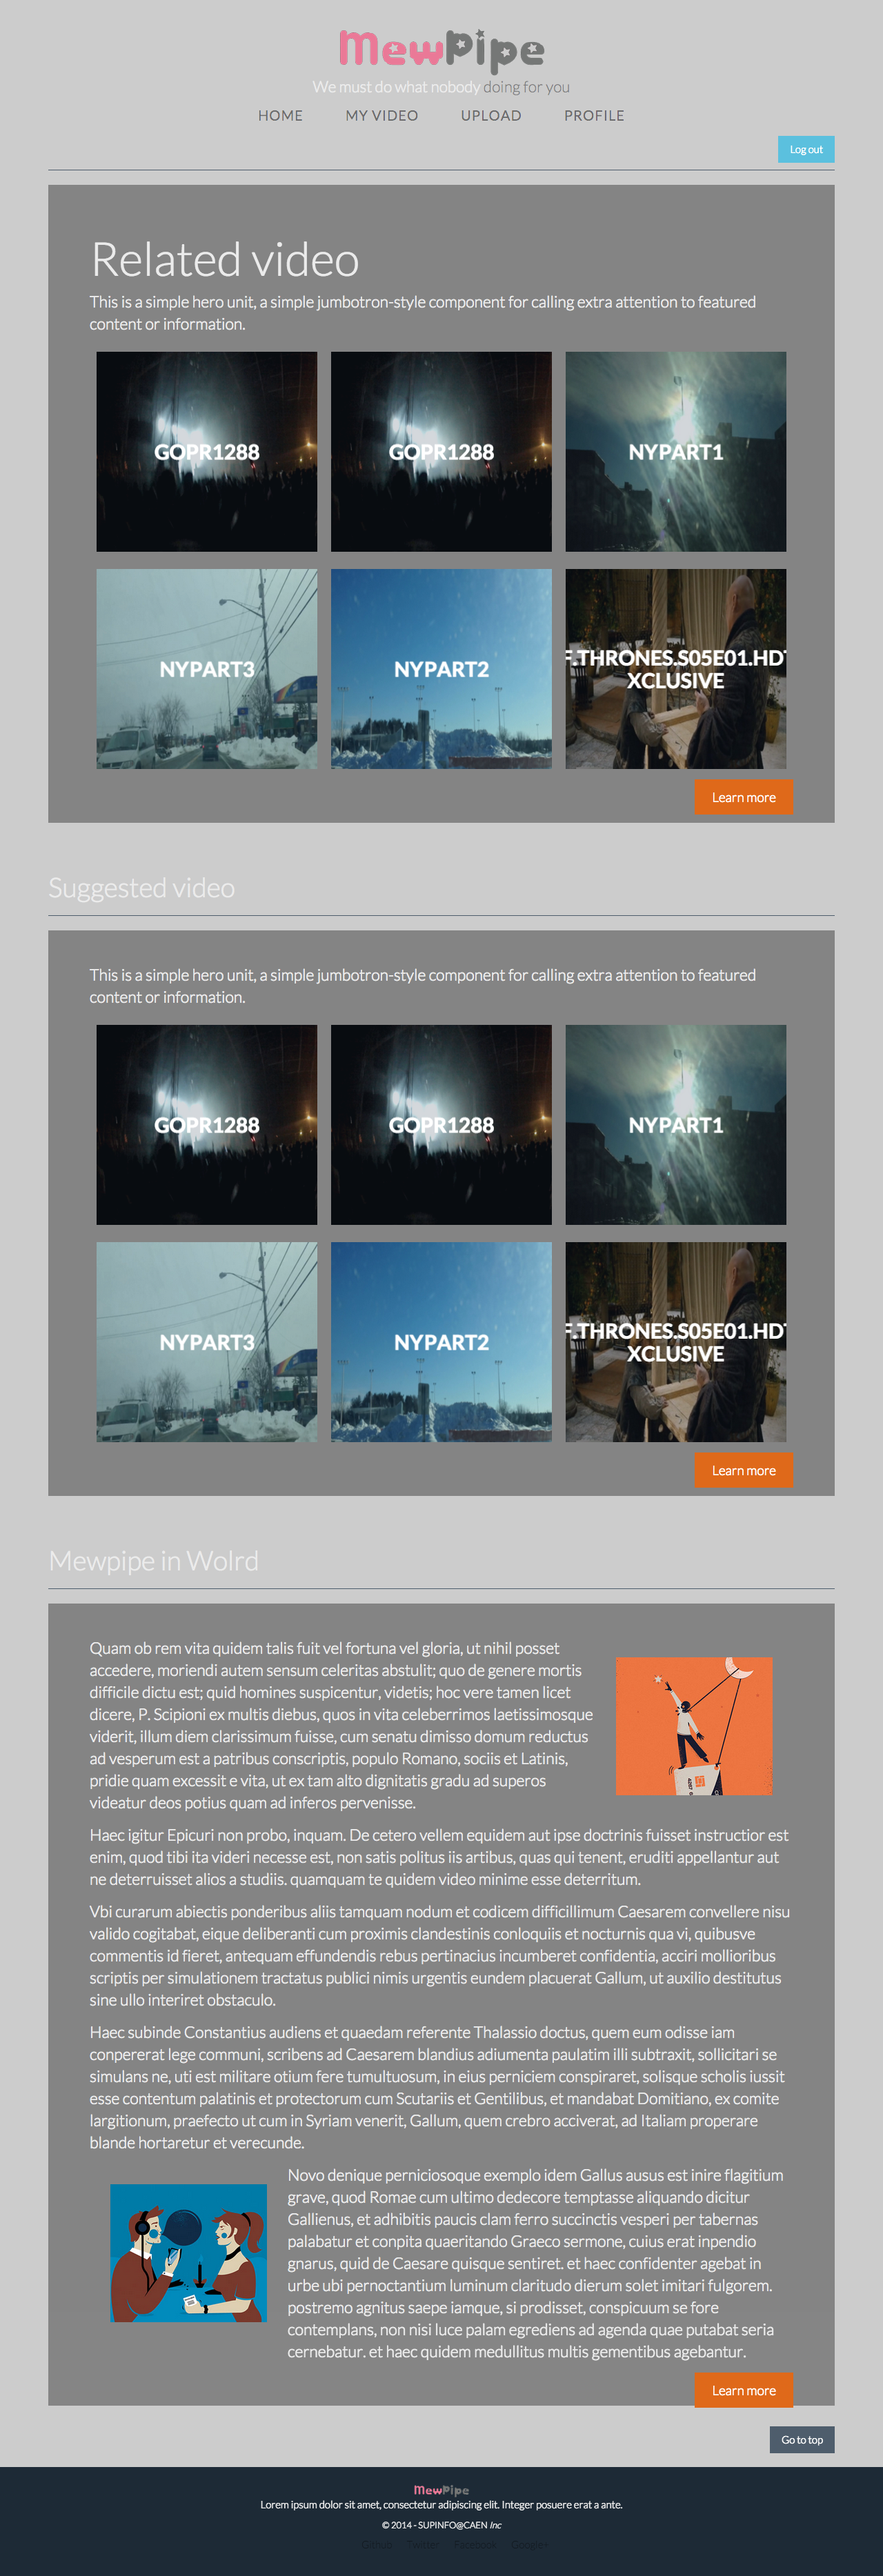 MewPipe
We must do what nobody doing for you
HOME MY VIDEO UPLOAD PROFILE
Log out
Related video
This is a simple hero unit, a simple jumbotron-style component for calling extra attention to featured
content or information.
GOPR1288 GOPR1288 NYPART1
NYPART3 NYPART2 F.THRONES.S05E01.HDT
XCLUSIVE
Learn more
Suggested video
This is a simple hero unit, a simple jumbotron-style component for calling extra attention to featured
content or information.
GOPR1288 GOPR1288 NYPART1
NYPART3 NYPART2 F.THRONES.S05E01.HDT
XCLUSIVE
Learn more
Mewpipe in Wolrd
Quam ob rem vita quidem talis fuit vel fortuna vel gloria, ut nihil posset
accedere, moriendi autem sensum celeritas abstulit; quo de genere mortis
difficile dictu est; quid homines suspicentur, videtis; hoc vere tamen licet
dicere, P. Scipioni ex multis diebus, quos in vita celeberrimos laetissimosque
viderit, illum diem clarissimum fuisse, cum senatu dimisso domum reductus
ad vesperum est a patribus conscriptis, populo Romano, sociis et Latinis,
pridie quam excessit e vita, ut ex tam alto dignitatis gradu ad superos
videatur deos potius quam ad inferos pervenisse.
Haec igitur Epicuri non probo, inquam. De cetero vellem equidem aut ipse doctrinis fuisset instructior est
enim, quod tibi ita videri necesse est, non satis politus iis artibus, quas qui tenent, eruditi appellantur aut
ne deterruisset alios a studiis. quamquam te quidem video minime esse deterritum.
Vbi curarum abiectis ponderibus aliis tamquam nodum et codicem difficillimum Caesarem convellere nisu
valido cogitabat, eique deliberanti cum proximis clandestinis conloquiis et nocturnis qua vi, quibusve
commentis id fieret, antequam effundendis rebus pertinacius incumberet confidentia, acciri mollioribus
scriptis per simulationem tractatus publici nimis urgentis eundem placuerat Gallum, ut auxilio destitutus
sine ullo interiret obstaculo.
Haec subinde Constantius audiens et quaedam referente Thalassio doctus, quem eum odisse iam
conpererat lege communi, scribens ad Caesarem blandius adiumenta paulatim illi subtraxit, sollicitari se
simulans ne, uti est militare otium fere tumultuosum, in eius perniciem conspiraret, solisque scholis iussit
esse contentum palatinis et protectorum cum Scutariis et Gentilibus, et mandabat Domitiano, ex comite
largitionum, praefecto ut cum in Syriam venerit, Gallum, quem crebro acciverat, ad Italiam properare
blande hortaretur et verecunde.
Novo denique perniciosoque exemplo idem Gallus ausus est inire flagitium
grave, quod Romae cum ultimo dedecore temptasse aliquando dicitur
Gallienus, et adhibitis paucis clam ferro succinctis vesperi per tabernas
palabatur et conpita quaeritando Graeco sermone, cuius erat inpendio
gnarus, quid de Caesare quisque sentiret. et haec confidenter agebat in
urbe ubi pernoctantium luminum claritudo dierum solet imitari fulgorem.
postremo agnitus saepe iamque, si prodisset, conspicuum se fore
contemplans, non nisi luce palam egrediens ad agenda quae putabat seria
cernebatur. et haec quidem medullitus multis gementibus agebantur.
Learn more
Go to top
MewPipe
Lorem ipsum dolor sit amet, consectetur adipiscing elit. Integer posuere erat a ante.
© 2014 - SUPINFO@CAEN Inc